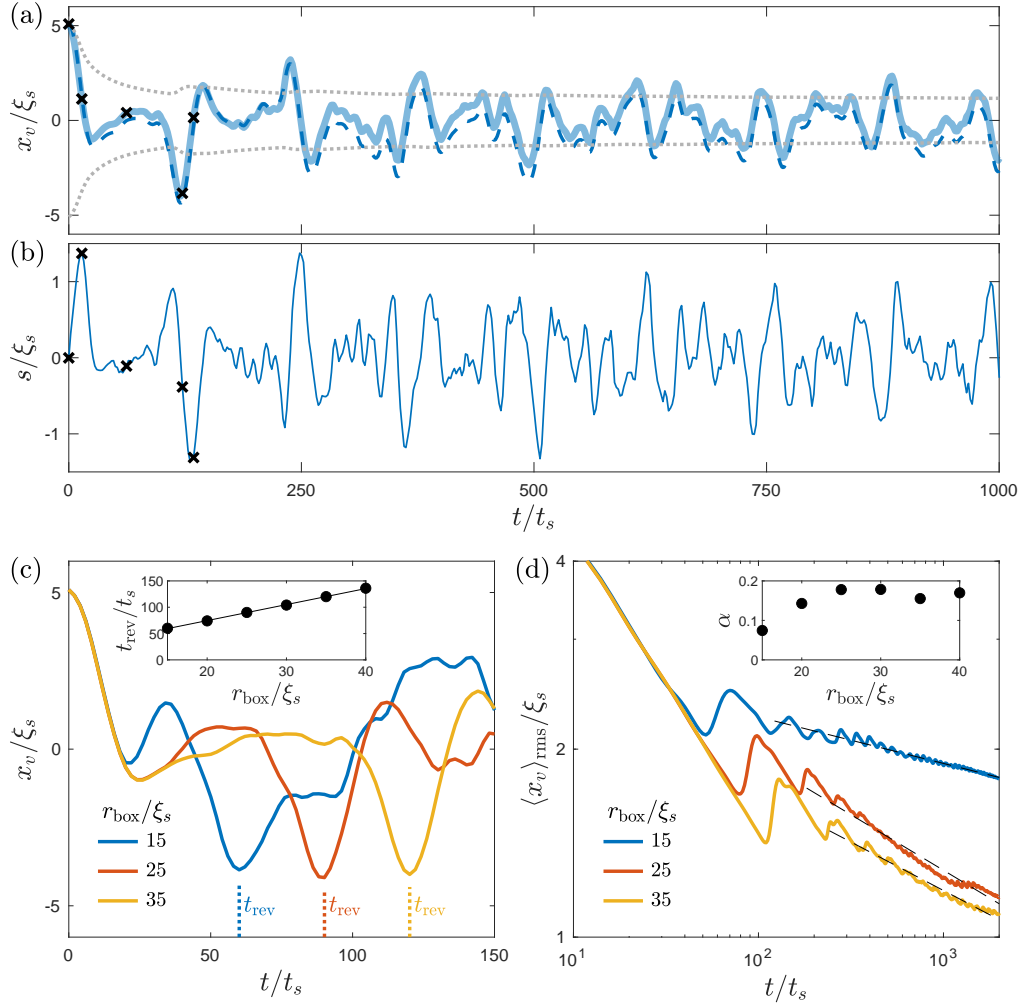 (a)
5
0
-5
x_v/ξ_s
(b)
1
0
-1
s/ξ_s
0 250 500 750 1000
t/t_s
(c)
5
0
-5
x_v/ξ_s
150
100
50
0
t_rev/t_s
20 30 40
r_box/ξ_s
r_box/ξ_s
15
25
35
t_rev t_rev t_rev
0 50 100 150
t/t_s
(d)
4
2
1
⟨x_v⟩_rms/ξ_s
0.2
0.1
0
α
20 30 40
r_box/ξ_s
r_box/ξ_s
15
25
35
10^1 10^2 10^3
t/t_s